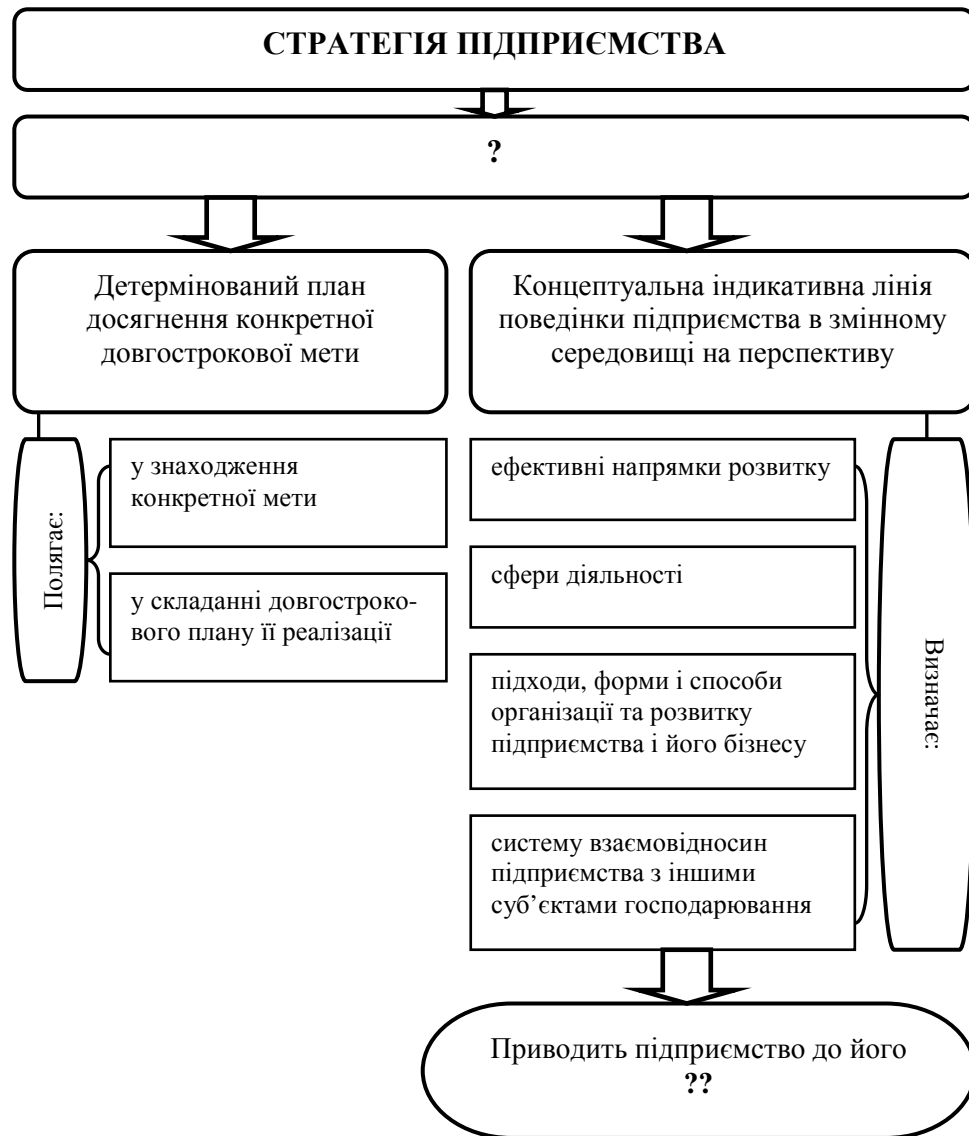 СТРАТЕГІЯ ПІДПРИЄМСТВА
?
Детермінований план
досягнення конкретної
довгострокової мети
Концептуальна індикативна лінія
поведінки підприємства в змінному
середовищі на перспективу
Полягає:
у знаходження
конкретної мети
у складанні довгостроко-
вого плану її реалізації
ефективні напрямки розвитку
сфери діяльності
підходи, форми і способи
організації та розвитку
підприємства і його бізнесу
систему взаємовідносин
підприємства з іншими
суб’єктами господарювання
Визначає:
Приводить підприємство до його
??